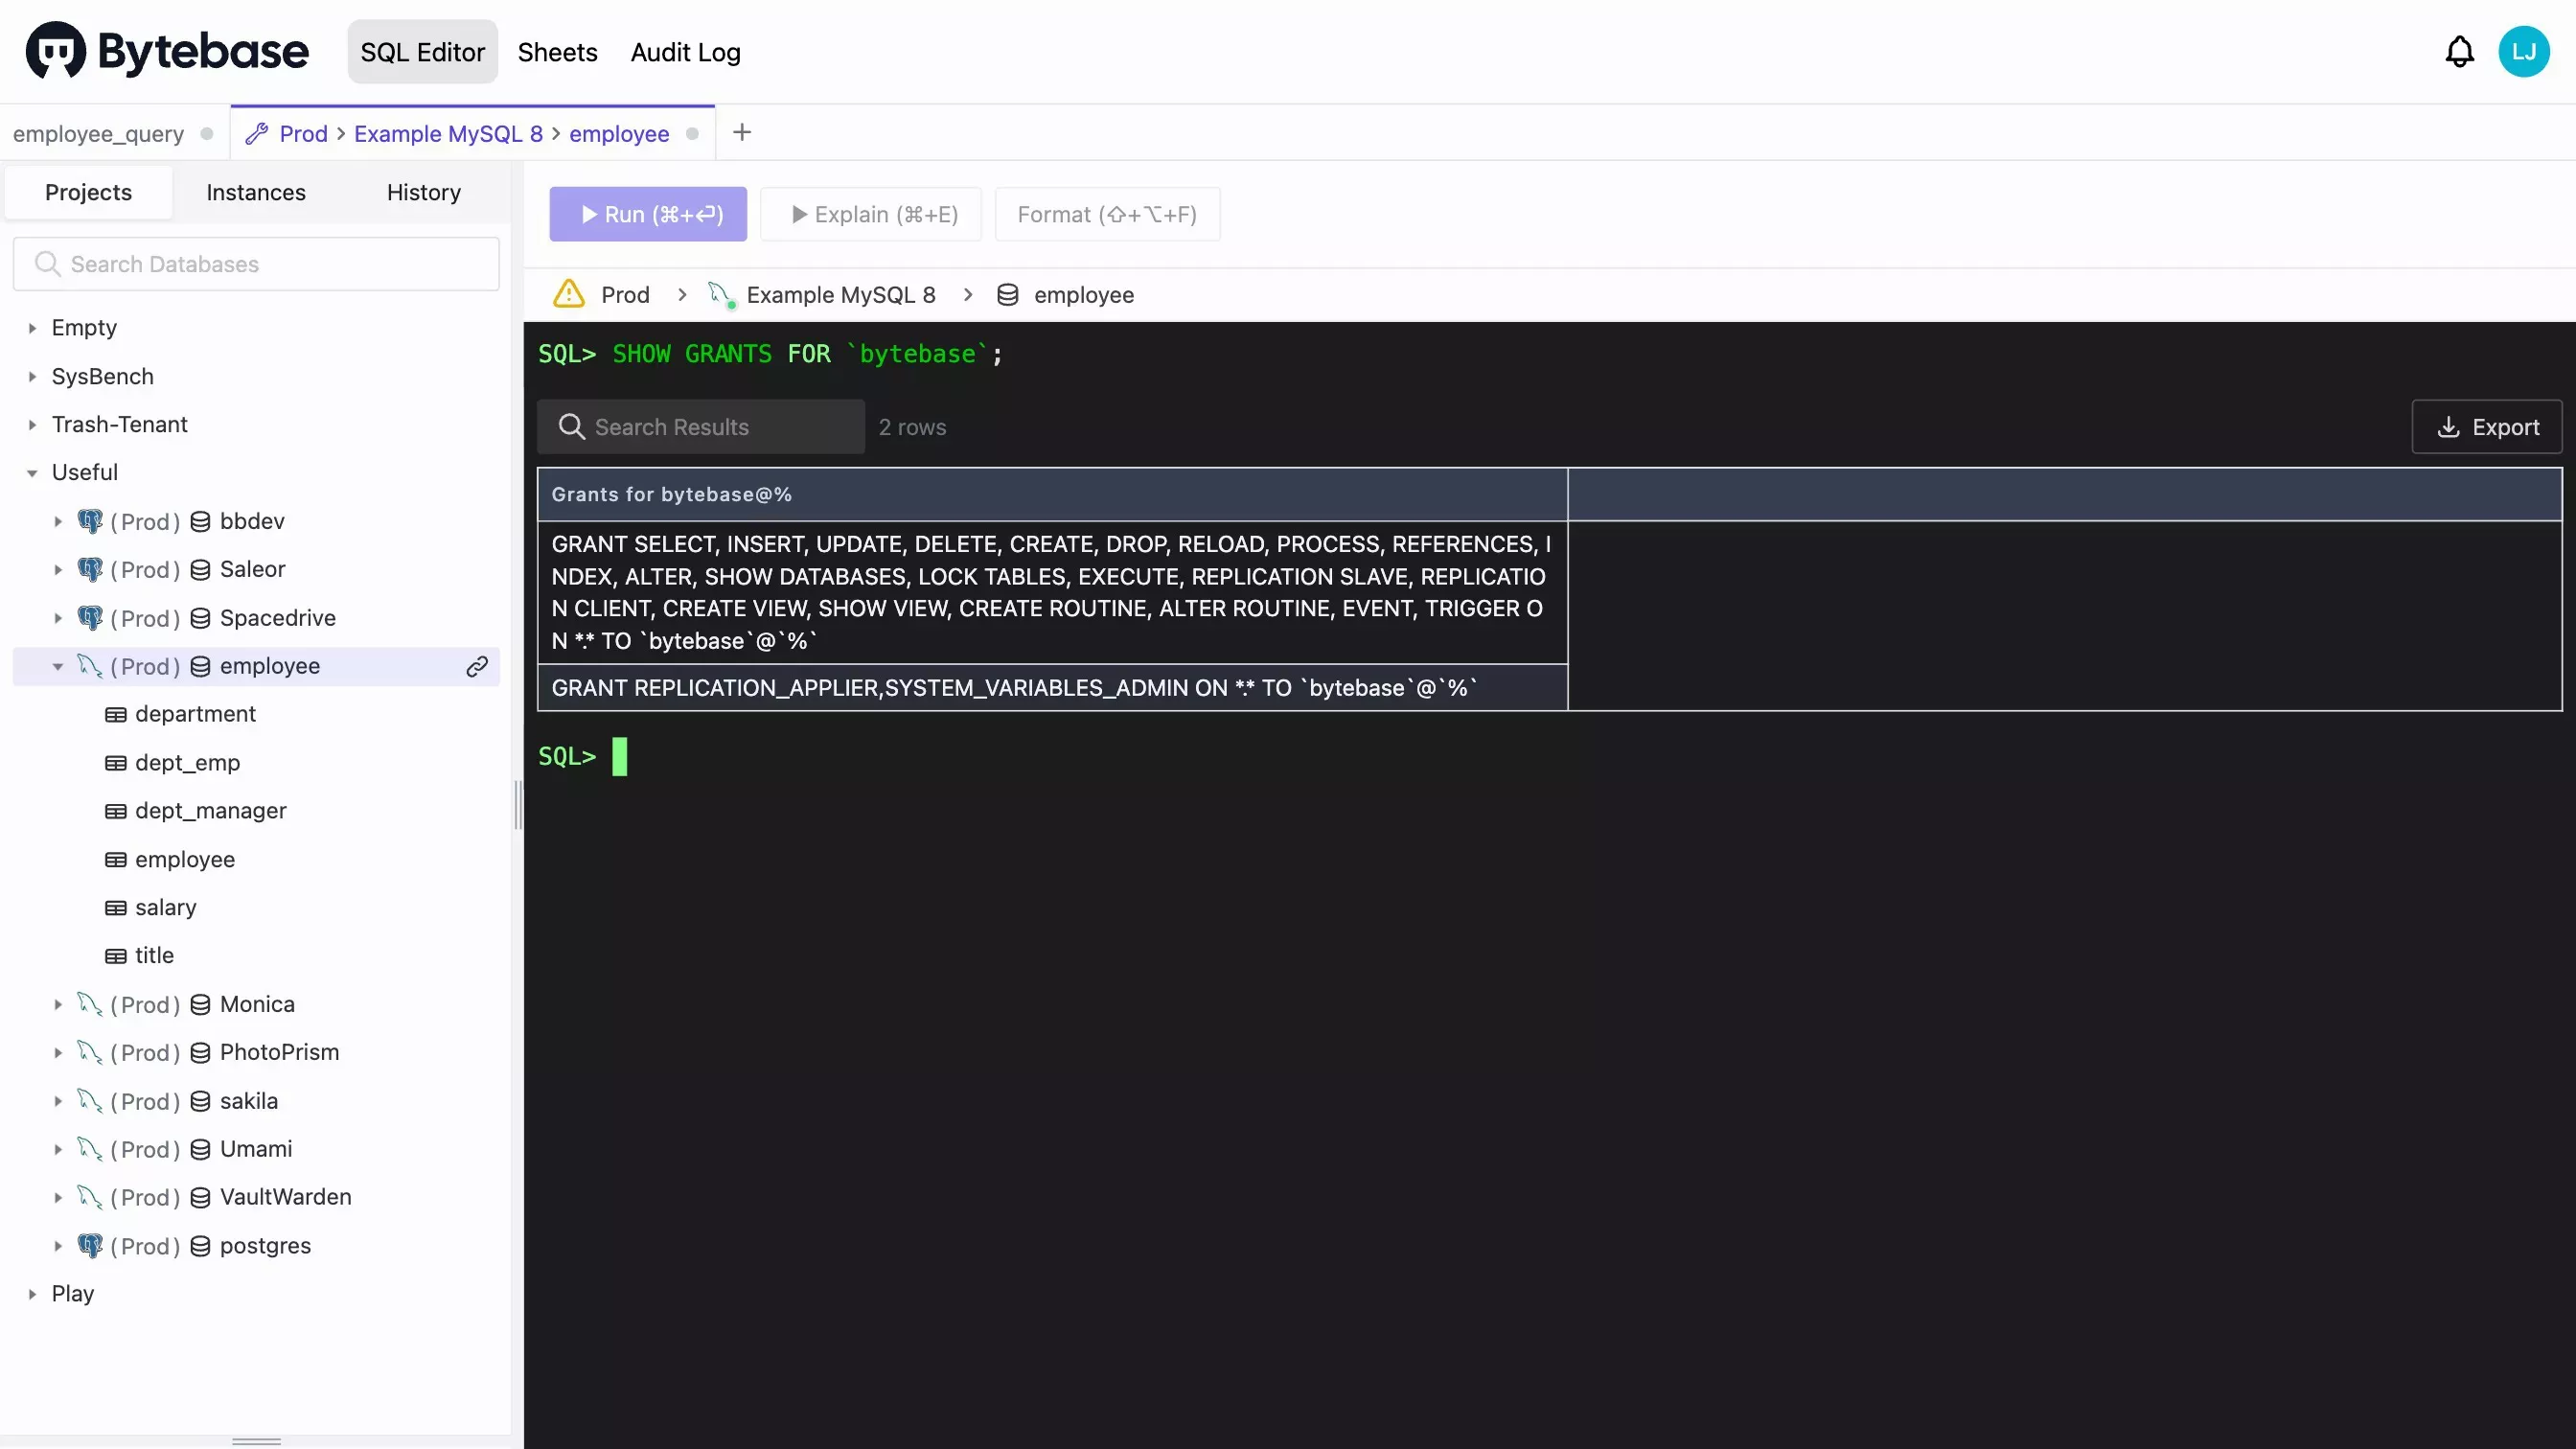 Bytebase
SQL Editor
Sheets
Audit Log
LJ
employee_query
Prod > Example MySQL 8 > employee
+
Projects
Instances
History
Search Databases
Empty
SysBench
Trash-Tenant
Useful
(Prod) bbdev
(Prod) Saleor
(Prod) Spacedrive
(Prod) employee
department
dept_emp
dept_manager
employee
salary
title
(Prod) Monica
(Prod) PhotoPrism
(Prod) sakila
(Prod) Umami
(Prod) VaultWarden
(Prod) postgres
Play
Run (⌘+⏎)
Explain (⌘+E)
Format (⇧+⌥+F)
Prod > Example MySQL 8 > employee
SQL> SHOW GRANTS FOR `bytebase`;
Search Results
2 rows
Export
Grants for bytebase@%
GRANT SELECT, INSERT, UPDATE, DELETE, CREATE, DROP, RELOAD, PROCESS, REFERENCES, I
NDEX, ALTER, SHOW DATABASES, LOCK TABLES, EXECUTE, REPLICATION SLAVE, REPLICATIO
N CLIENT, CREATE VIEW, SHOW VIEW, CREATE ROUTINE, ALTER ROUTINE, EVENT, TRIGGER O
N *.* TO `bytebase`@`%`
GRANT REPLICATION_APPLIER,SYSTEM_VARIABLES_ADMIN ON *.* TO `bytebase`@`%`
SQL>